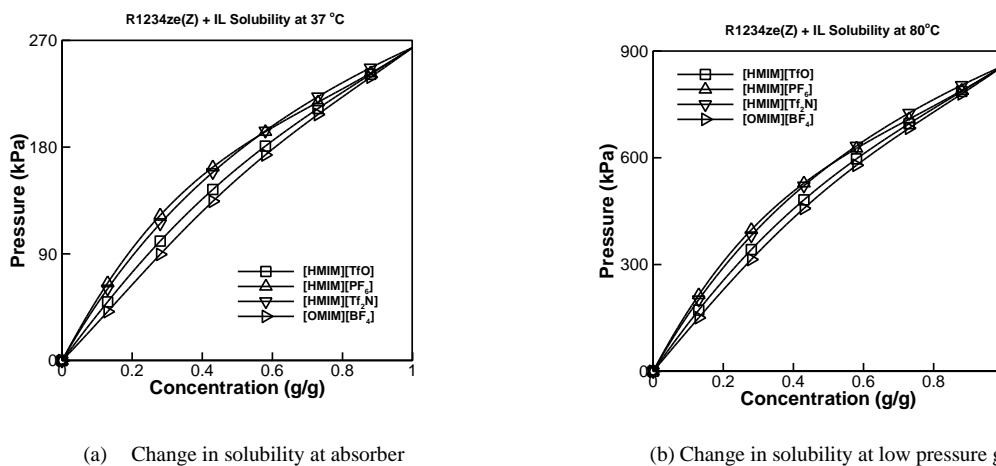 R1234ze(Z) + IL Solubility at 37 °C
270
180
90
0
Pressure (kPa)
[HMIM][TfO]
[HMIM][PF₆]
[HMIM][Tf₂N]
[OMIM][BF₄]
0 0.2 0.4 0.6 0.8 1
Concentration (g/g)
(a) Change in solubility at absorber
R1234ze(Z) + IL Solubility at 80°C
900
600
300
0
Pressure (kPa)
[HMIM][TfO]
[HMIM][PF₆]
[HMIM][Tf₂N]
[OMIM][BF₄]
0 0.2 0.4 0.6 0.8
Concentration (g/g)
(b) Change in solubility at low pressure g